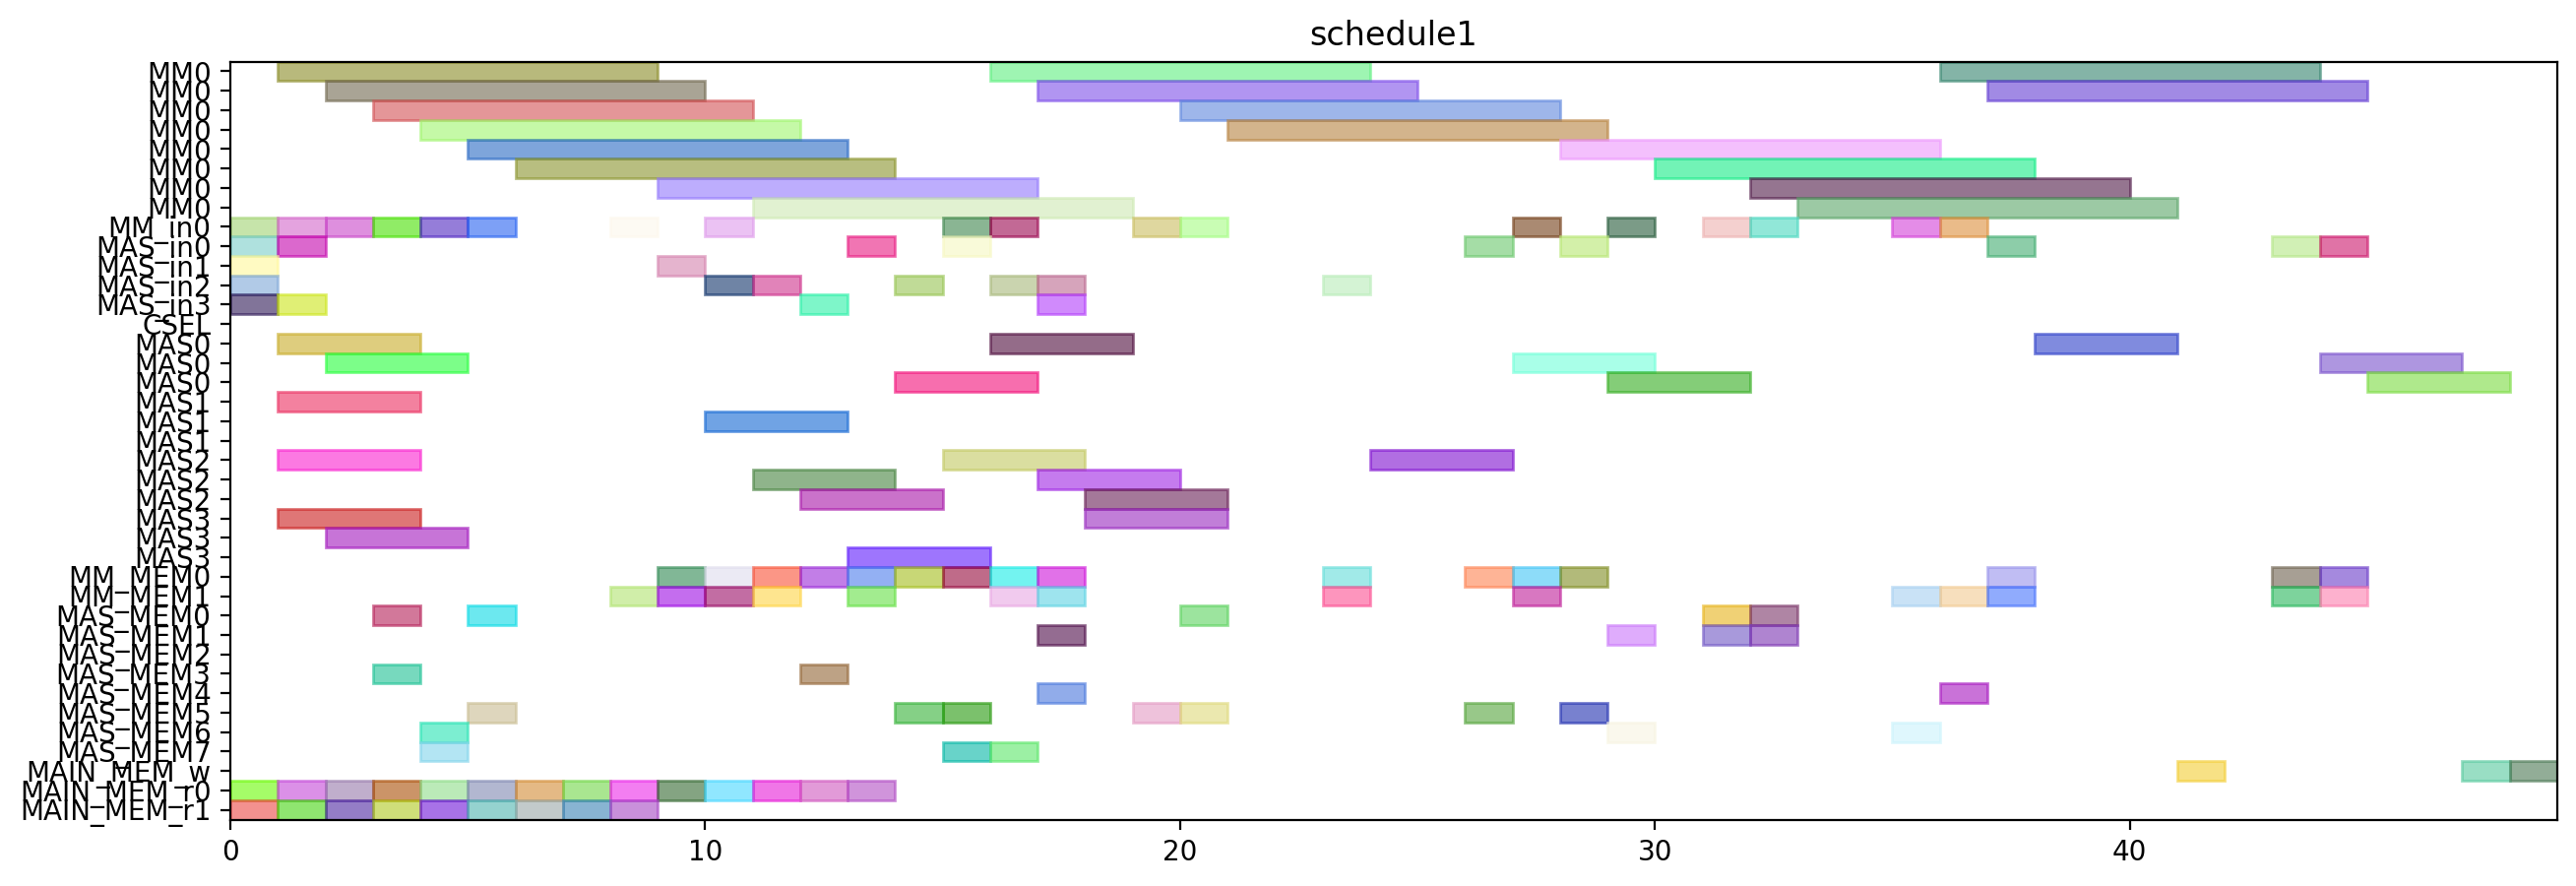 schedule1
MM0
MM0
MM0
MM0
MM0
MM0
MM0
MM0
MM_in0
MAS_in0
MAS_in1
MAS_in2
MAS_in3
CSEL
MAS0
MAS0
MAS0
MAS1
MAS1
MAS1
MAS2
MAS2
MAS2
MAS3
MAS3
MAS3
MM_MEM0
MM_MEM1
MAS_MEM0
MAS_MEM1
MAS_MEM2
MAS_MEM3
MAS_MEM4
MAS_MEM5
MAS_MEM6
MAS_MEM7
MAIN_MEM_w
MAIN_MEM_r0
MAIN_MEM_r1
0 10 20 30 40